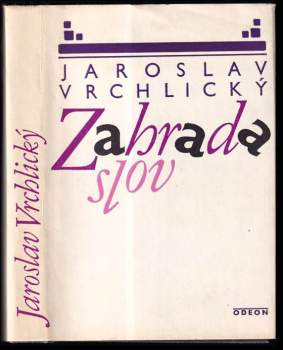 JAROSLAV
VRCHLICKÝ
Zahrada
slov
ODEON
Jaroslav Vrchlický